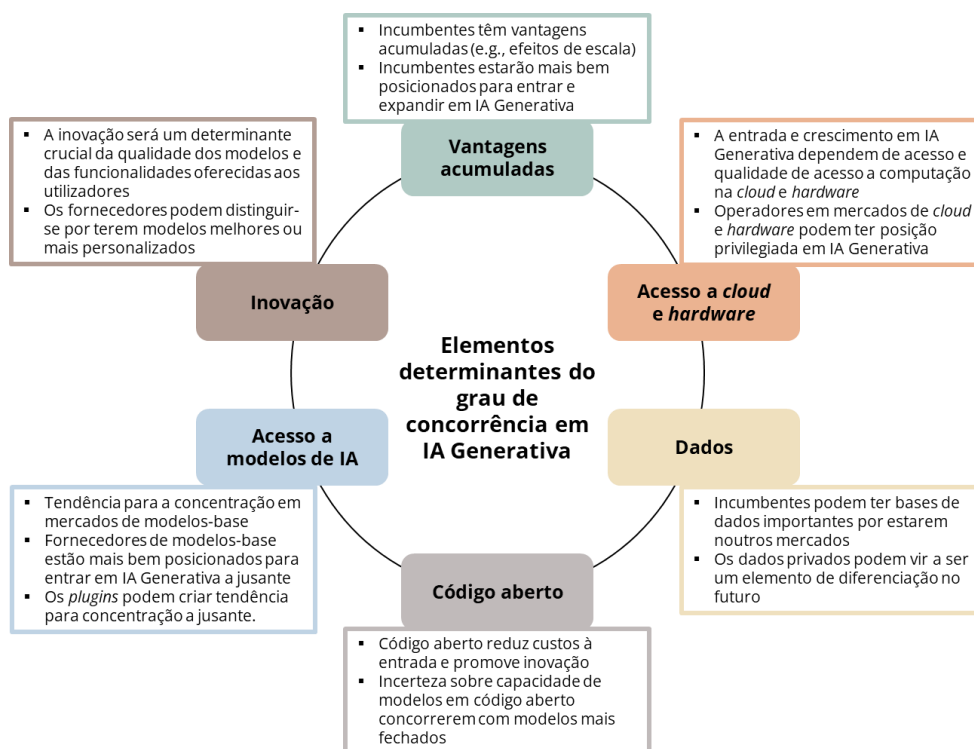 ▪ Incumbentes têm vantagens
acumuladas (e.g., efeitos de escala)
▪ Incumbentes estarão mais bem
posicionados para entrar e
expandir em IA Generativa
Vantagens
acumuladas
▪ A inovação será um determinante
crucial da qualidade dos modelos e
das funcionalidades oferecidas aos
utilizadores
▪ Os fornecedores podem distinguir-
se por terem modelos melhores ou
mais personalizados
Inovação
▪ A entrada e crescimento em IA
Generativa dependem de acesso e
qualidade de acesso a computação
na cloud e hardware
▪ Operadores em mercados de cloud
e hardware podem ter posição
privilegiada em IA Generativa
Acesso a cloud
e hardware
Elementos
determinantes do
grau de
concorrência em
IA Generativa
Acesso a
modelos de IA
▪ Tendência para a concentração em
mercados de modelos-base
▪ Fornecedores de modelos-base
estão mais bem posicionados para
entrar em IA Generativa a jusante
▪ Os plugins podem criar tendência
para concentração a jusante.
Dados
▪ Incumbentes podem ter bases de
dados importantes por estarem
noutros mercados
▪ Os dados privados podem vir a ser
um elemento de diferenciação no
futuro
Código aberto
▪ Código aberto reduz custos à
entrada e promove inovação
▪ Incerteza sobre capacidade de
modelos em código aberto
concorrerem com modelos mais
fechados